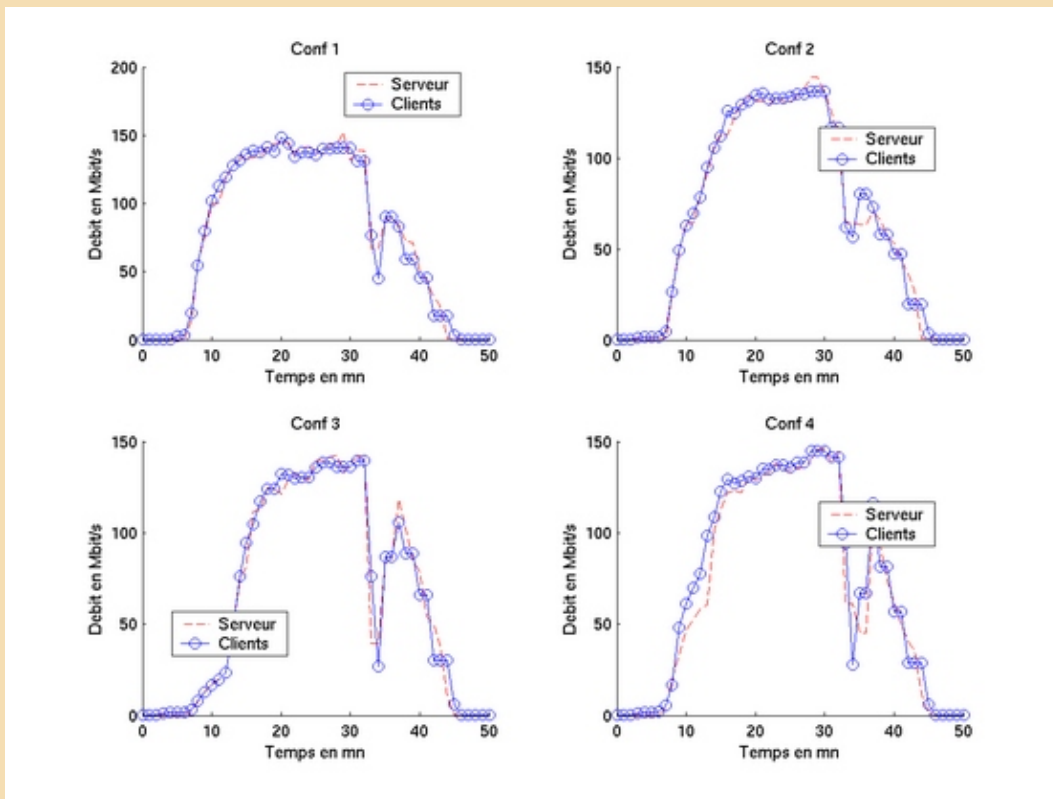 Conf 1
200
150
100
50
0
Debit en Mbit/s
Serveur
Clients
0 10 20 30 40 50
Temps en mn
Conf 2
150
100
50
0
Debit en Mbit/s
Serveur
Clients
0 10 20 30 40 50
Temps en mn
Conf 3
150
100
50
0
Debit en Mbit/s
Serveur
Clients
0 10 20 30 40 50
Temps en mn
Conf 4
150
100
50
0
Debit en Mbit/s
Serveur
Clients
0 10 20 30 40 50
Temps en mn